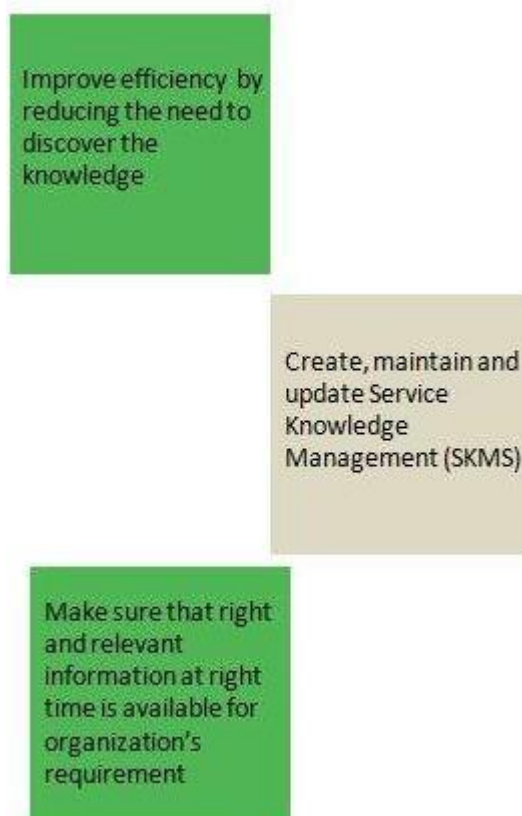 Improve efficiency by
reducing the need to
discover the
knowledge
Create, maintain and
update Service
Knowledge
Management (SKMS)
Make sure that right
and relevant
information at right
time is available for
organization's
requirement